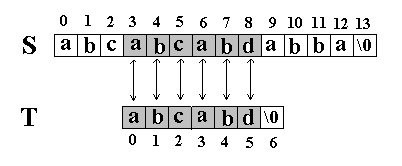 0 1 2 3 4 5 6 7 8 9 10 11 12 13
S a b c a b c a b d a b b a \0
T a b c a b d \0
0 1 2 3 4 5 6